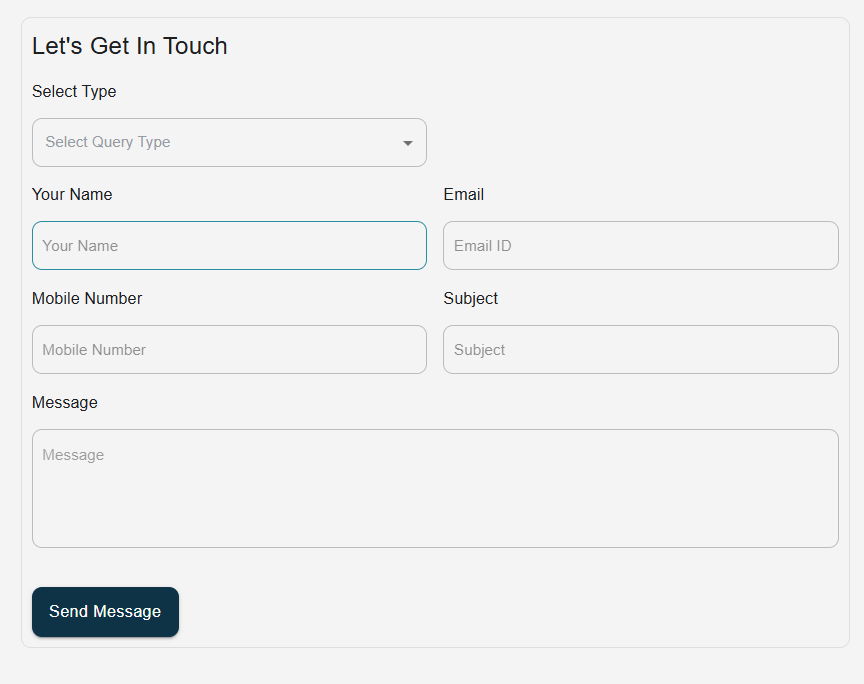 Let's Get In Touch
Select Type
Select Query Type
Your Name
Email
Your Name
Email ID
Mobile Number
Subject
Mobile Number
Subject
Message
Message
Send Message